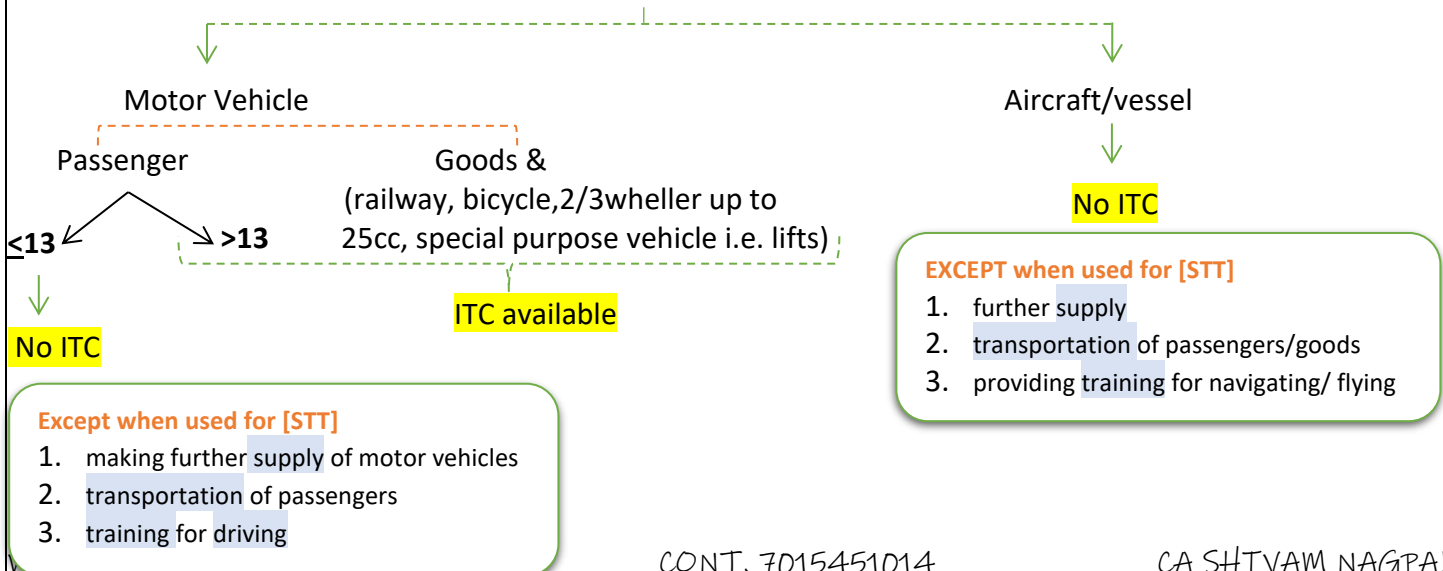 Motor Vehicle
Aircraft/vessel
Passenger
Goods &
(railway, bicycle,2/3wheller up to
25cc, special purpose vehicle i.e. lifts)
No ITC
<13
>13
ITC available
No ITC
EXCEPT when used for [STT]
1. further supply
2. transportation of passengers/goods
3. providing training for navigating/ flying
Except when used for [STT]
1. making further supply of motor vehicles
2. transportation of passengers
3. training for driving
CONT. 7015451014
CA SHIVAM NAGPA